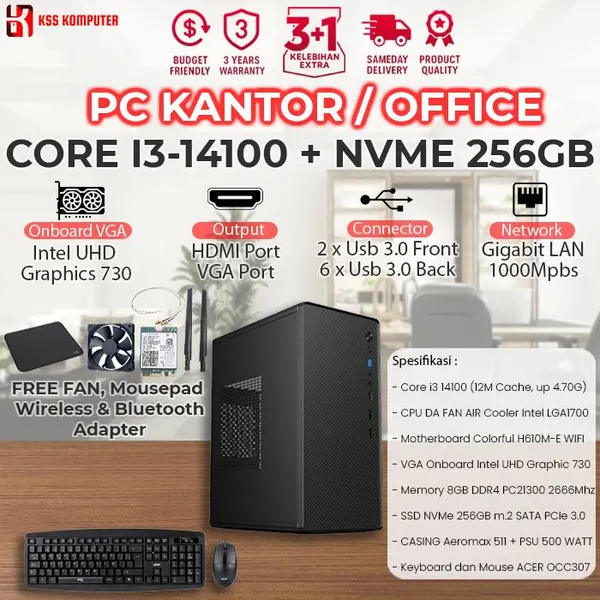 KSS KOMPUTER
BUDGET
FRIENDLY
3
3 YEARS
WARRANTY
3+1
KELEBIHAN
EXTRA
SAMEDAY
DELIVERY
PRODUCT
QUALITY
PC KANTOR / OFFICE
CORE I3-14100 + NVME 256GB
Onboard VGA
Intel UHD
Graphics 730
Output
HDMI Port
VGA Port
Connector
2 x Usb 3.0 Front
6 x Usb 3.0 Back
Network
Gigabit LAN
1000Mpbs
FREE FAN, Mousepad
Wireless & Bluetooth
Adapter
Spesifikasi :
- Core i3 14100 (12M Cache, up 4.70G)
- CPU DA FAN AIR Cooler Intel LGA1700
- Motherboard Colorful H610M-E WIFI
- VGA Onboard Intel UHD Graphic 730
- Memory 8GB DDR4 PC21300 2666Mhz
- SSD NVMe 256GB m.2 SATA PCIe 3.0
- CASING Aeromax 511 + PSU 500 WATT
- Keyboard dan Mouse ACER OCC307